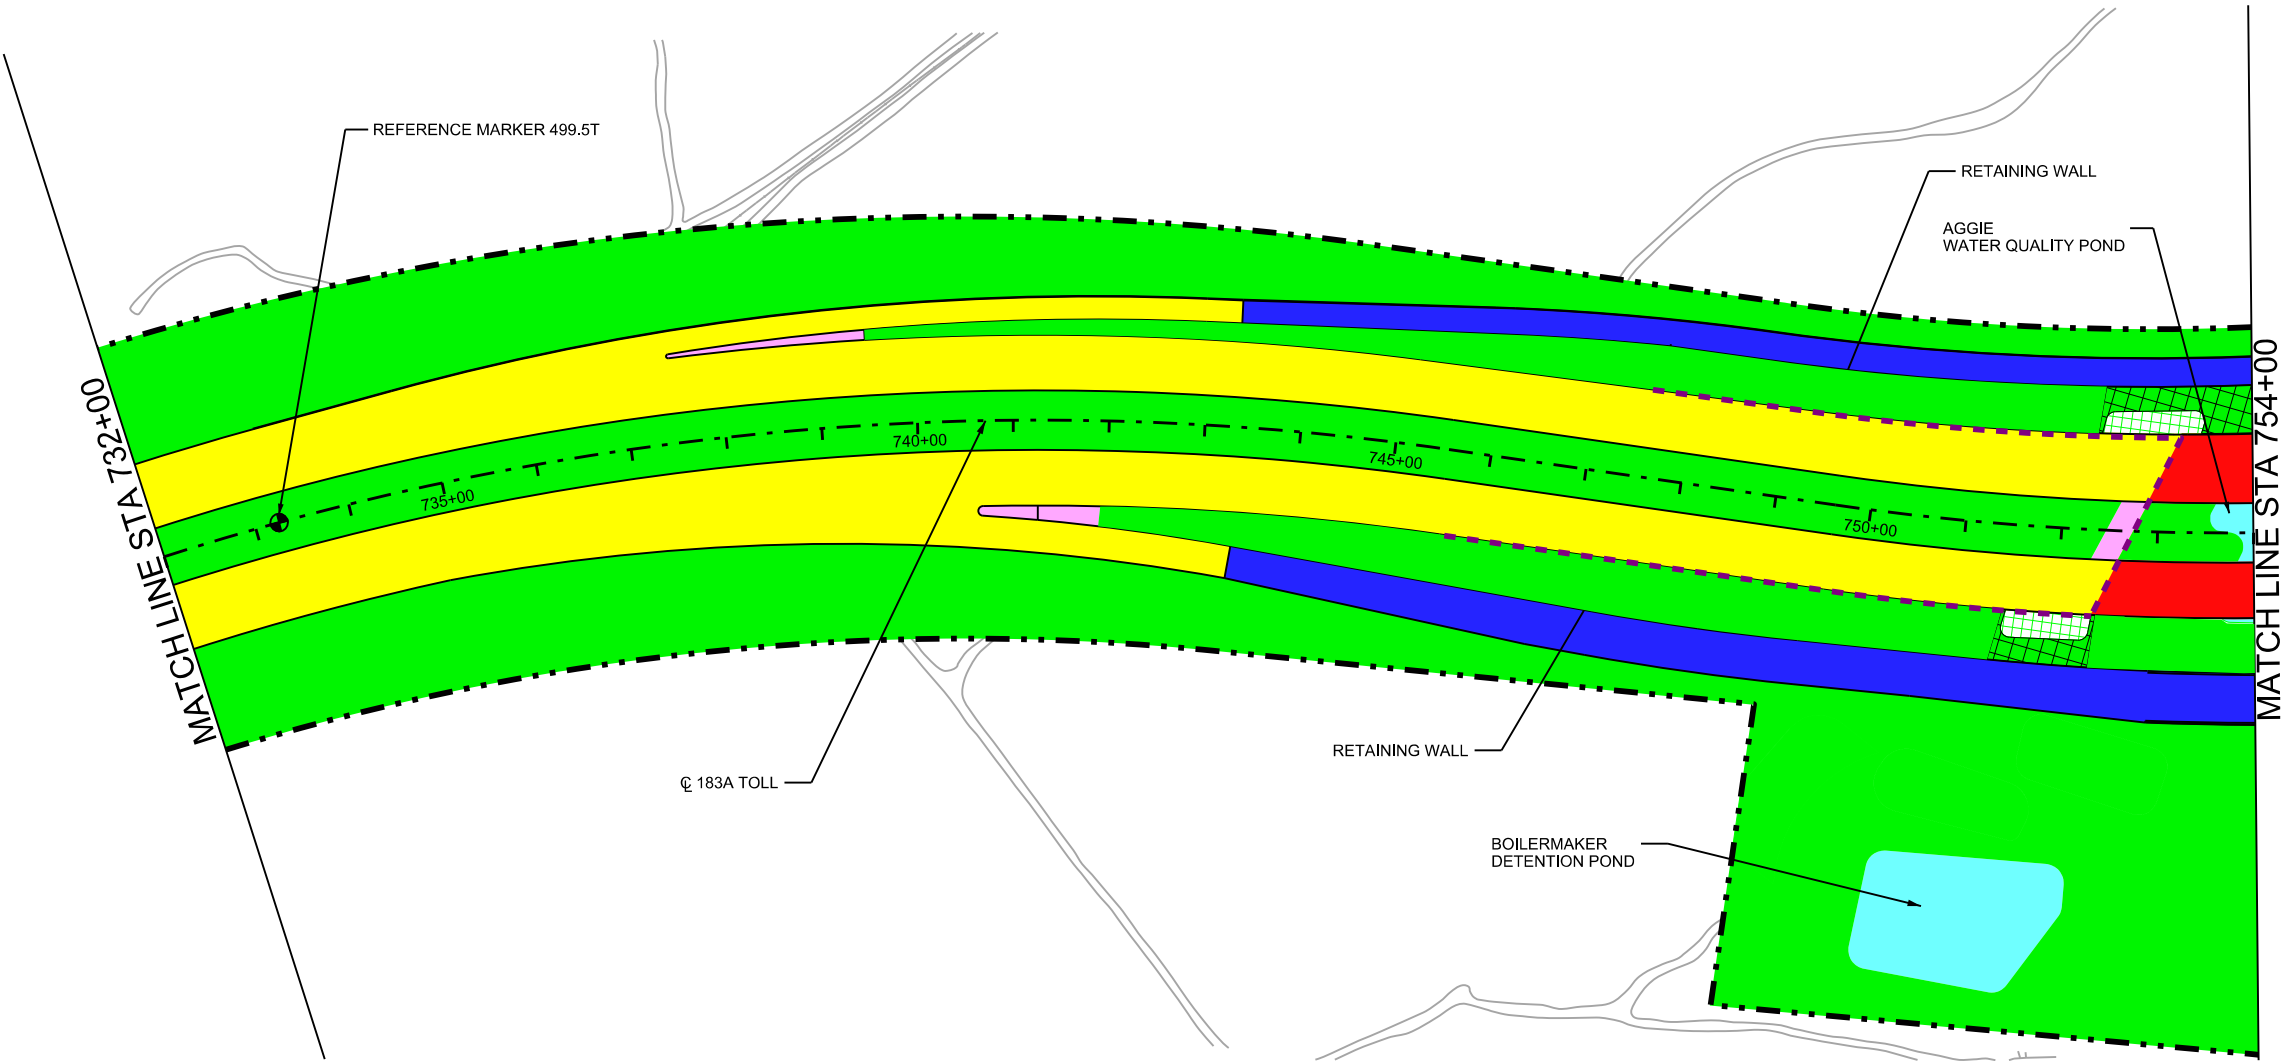 REFERENCE MARKER 499.5T
RETAINING WALL
AGGIE
WATER QUALITY POND
MATCH LINE STA 732+00
735+00
740+00
745+00
750+00
MATCH LINE STA 754+00
℄ 183A TOLL
RETAINING WALL
BOILERMAKER
DETENTION POND